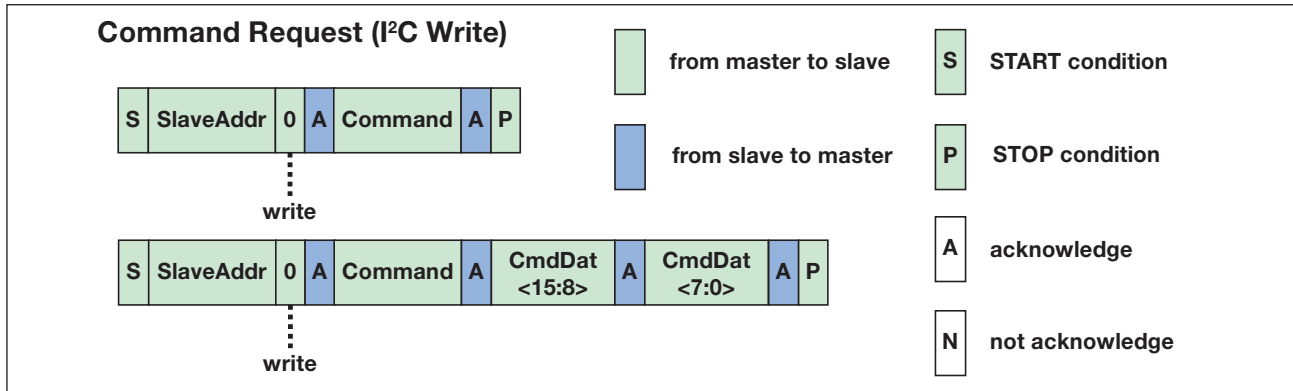 Command Request (I²C Write)
S SlaveAddr 0 A Command A P
write
S SlaveAddr 0 A Command A CmdDat <15:8> A CmdDat <7:0> A P
write
from master to slave
from slave to master
S START condition
P STOP condition
A acknowledge
N not acknowledge